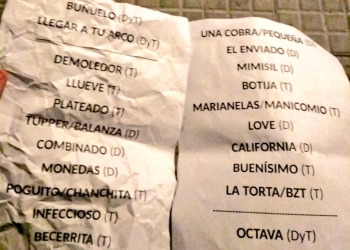 BUÑUELO (DyT)
LLEGAR A TU ARCO (DyT)
DEMOLEDOR (T)
LLUEVE (T)
PLATEADO (T)
TUPPER/BALANZA (D)
COMBINADO (D)
MONEDAS (D)
POGUITO/CHANCHITA (T)
INFECCIOSO (T)
BECERRITA (T)
UNA COBRA/PEQUEÑA (D)
EL ENVIADO (D)
MIMISIL (D)
BOTIJA (T)
MARIANELAS/MANICOMIO (T)
LOVE (D)
CALIFORNIA (D)
BUENÍSIMO (T)
LA TORTA/BZT (T)
OCTAVA (DyT)